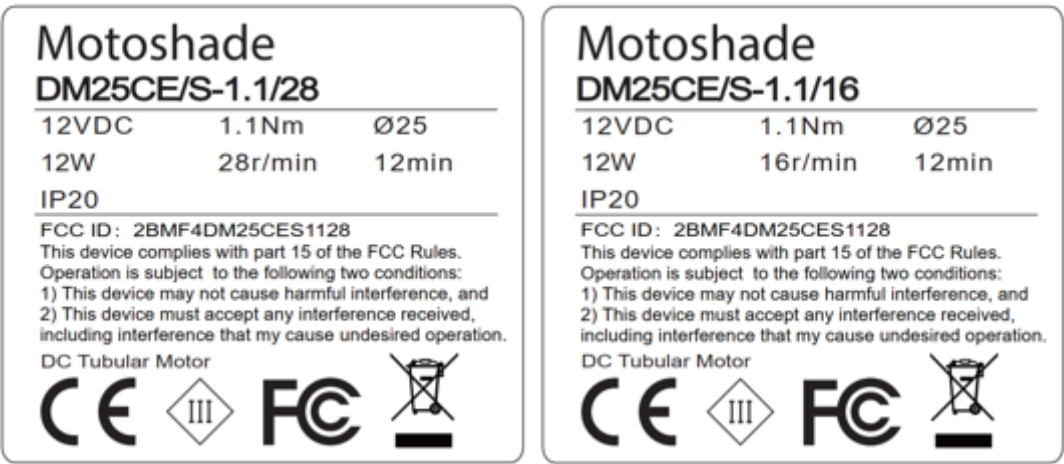 Motoshade
DM25CE/S-1.1/28
12VDC 1.1Nm Ø25
12W 28r/min 12min
IP20
FCC ID: 2BMF4DM25CES1128
This device complies with part 15 of the FCC Rules.
Operation is subject to the following two conditions:
1) This device may not cause harmful interference, and
2) This device must accept any interference received,
including interference that my cause undesired operation.
DC Tubular Motor
CE III FC
Motoshade
DM25CE/S-1.1/16
12VDC 1.1Nm Ø25
12W 16r/min 12min
IP20
FCC ID: 2BMF4DM25CES1128
This device complies with part 15 of the FCC Rules.
Operation is subject to the following two conditions:
1) This device may not cause harmful interference, and
2) This device must accept any interference received,
including interference that my cause undesired operation.
DC Tubular Motor
CE III FC